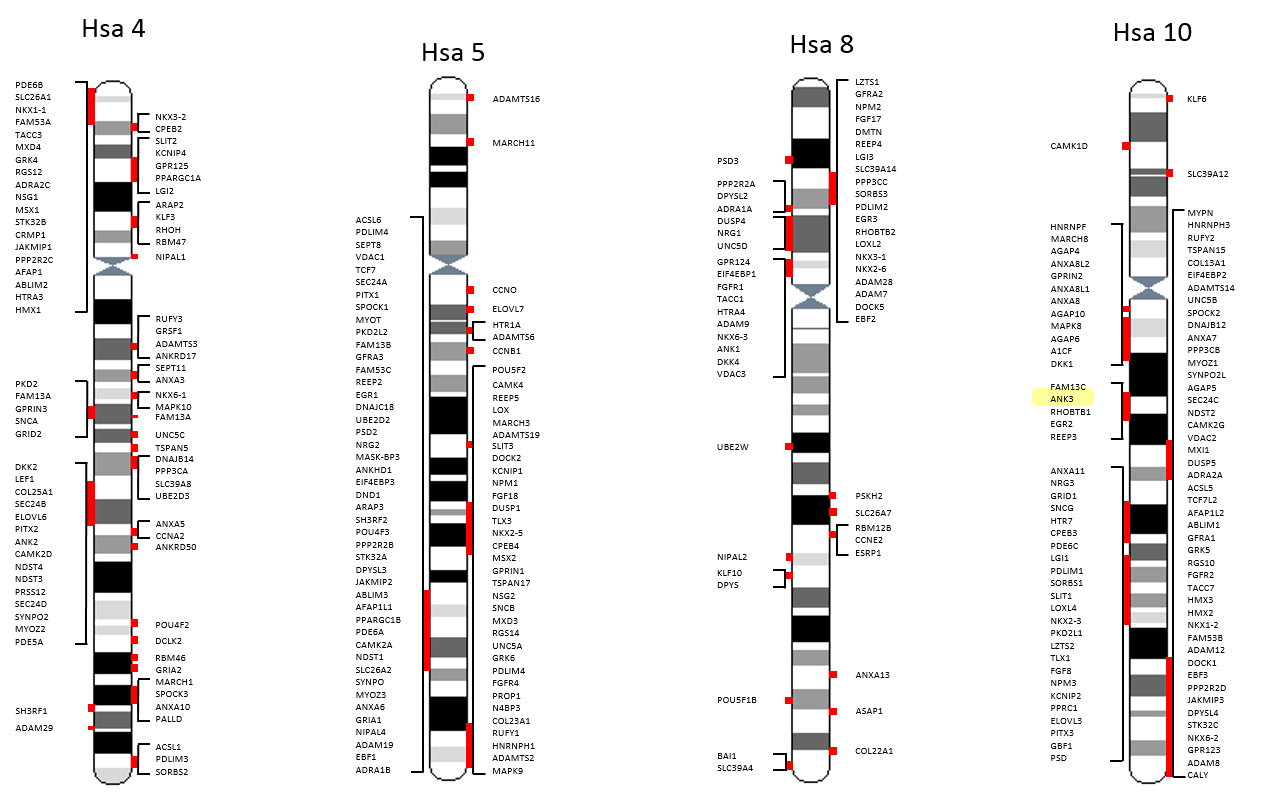 Hsa 4
PDE6B
SLC26A1
NKX1-1
FAM53A
TACC3
MXD4
GRK4
RGS12
ADRA2C
NSG1
MSX1
STK32B
CRMP1
JAKMIP1
PPP2R2C
AFAP1
ABLIM2
HTRA3
HMX1
PKD2
FAM13A
GPRIN3
SNCA
GRID2
DKK2
LEF1
COL25A1
SEC24B
ELOVL6
PITX2
ANK2
CAMK2D
NDST4
NDST3
PRSS12
SEC24D
SYNPO2
MYOZ2
PDE5A
SH3RF1
ADAM29
NKX3-2
CPEB2
SLIT2
KCNIP4
GPR125
PPARGC1A
LGI2
ARAP2
KLF3
RHOH
RBM47
NIPAL1
RUFY3
GRSF1
ADAMTS3
ANKRD17
SEPT11
ANXA3
NKX6-1
MAPK10
FAM13A
UNC5C
TSPAN5
DNAJB14
PPP3CA
SLC39A8
UBE2D3
ANXA5
CCNA2
ANKRD50
POU4F2
DCLK2
RBM46
GRIA2
MARCH1
SPOCK3
ANXA10
PALLD
ACSL1
PDLIM3
SORBS2
Hsa 5
ACSL6
PDLIM4
SEPT8
VDAC1
TCF7
SEC24A
PITX1
SPOCK1
MYOT
PKD2L2
FAM13B
GFRA3
FAM53C
REEP2
EGR1
DNAJC18
UBE2D2
PSD2
NRG2
MASK-BP3
ANKHD1
EIF4EBP3
DND1
ARAP3
SH3RF2
POU4F3
PPP2R2B
STK32A
DPYSL3
JAKMIP2
ABLIM3
AFAP1L1
PPARGC1B
PDE6A
CAMK2A
NDST1
SLC26A2
SYNPO
MYOZ3
ANXA6
GRIA1
NIPAL4
ADAM19
EBF1
ADRA1B
ADAMTS16
MARCH11
CCNO
ELOVL7
HTR1A
ADAMTS6
CCNB1
POU5F2
CAMK4
REEP5
LOX
MARCH3
ADAMTS19
SLIT3
DOCK2
KCNIP1
NPM1
FGF18
DUSP1
TLX3
NKX2-5
CPEB4
MSX2
GPRIN1
TSPAN17
NSG2
SNCB
MXD3
RGS14
UNC5A
GRK6
PDLIM4
FGFR4
PROP1
N4BP3
COL23A1
RUFY1
HNRNPH1
ADAMTS2
MAPK9
Hsa 8
PSD3
PPP2R2A
DPYSL2
ADRA1A
DUSP4
NRG1
UNC5D
GPR124
EIF4EBP1
FGFR1
TACC1
HTRA4
ADAM9
NKX6-3
ANK1
DKK4
VDAC3
UBE2W
NIPAL2
KLF10
DPYS
POU5F1B
BAI1
SLC39A4
LZTS1
GFRA2
NPM2
FGF17
DMTN
REEP4
LGI3
SLC39A14
PPP3CC
SORBS3
PDLIM2
EGR3
RHOBTB2
LOXL2
NKX3-1
NKX2-6
ADAM28
ADAM7
DOCK5
EBF2
PSKH2
SLC26A7
RBM12B
CCNE2
ESRP1
ANXA13
ASAP1
COL22A1
Hsa 10
CAMK1D
HNRNPF
MARCH8
AGAP4
ANXA8L2
GPRIN2
ANXA8L1
ANXA8
AGAP10
MAPK8
AGAP6
A1CF
DKK1
FAM13C
ANK3
RHOBTB1
EGR2
REEP3
ANXA11
NRG3
GRID1
SNCG
HTR7
CPEB3
PDE6C
LGI1
PDLIM1
SORBS1
SLIT1
LOXL4
NKX2-3
PKD2L1
LZTS2
TLX1
FGF8
NPM3
KCNIP2
PPRC1
ELOVL3
PITX3
GBF1
PSD
KLF6
SLC39A12
MYPN
HNRNPH3
RUFY2
TSPAN15
COL13A1
EIF4EBP2
ADAMTS14
UNC5B
SPOCK2
DNAJB12
ANXA7
PPP3CB
MYOZ1
SYNPO2L
AGAP5
SEC24C
NDST2
CAMK2G
VDAC2
MXI1
DUSP5
ADRA2A
ACSL5
TCF7L2
AFAP1L2
ABLIM1
GFRA1
GRK5
RGS10
FGFR2
TACC7
HMX3
HMX2
NKX1-2
FAM53B
ADAM12
DOCK1
EBF3
PPP2R2D
JAKMIP3
DPYSL4
STK32C
NKX6-2
GPR123
ADAM8
CALY